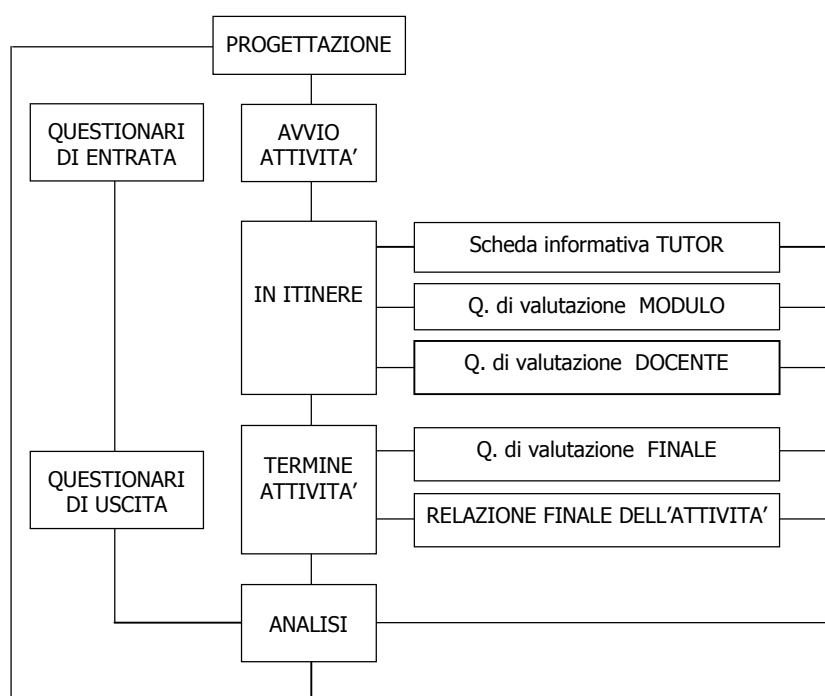 PROGETTAZIONE
QUESTIONARI
DI ENTRATA
AVVIO
ATTIVITA’
IN ITINERE
Scheda informativa TUTOR
Q. di valutazione  MODULO
Q. di valutazione  DOCENTE
QUESTIONARI
DI USCITA
TERMINE
ATTIVITA’
Q. di valutazione  FINALE
RELAZIONE FINALE DELL’ATTIVITA’
ANALISI